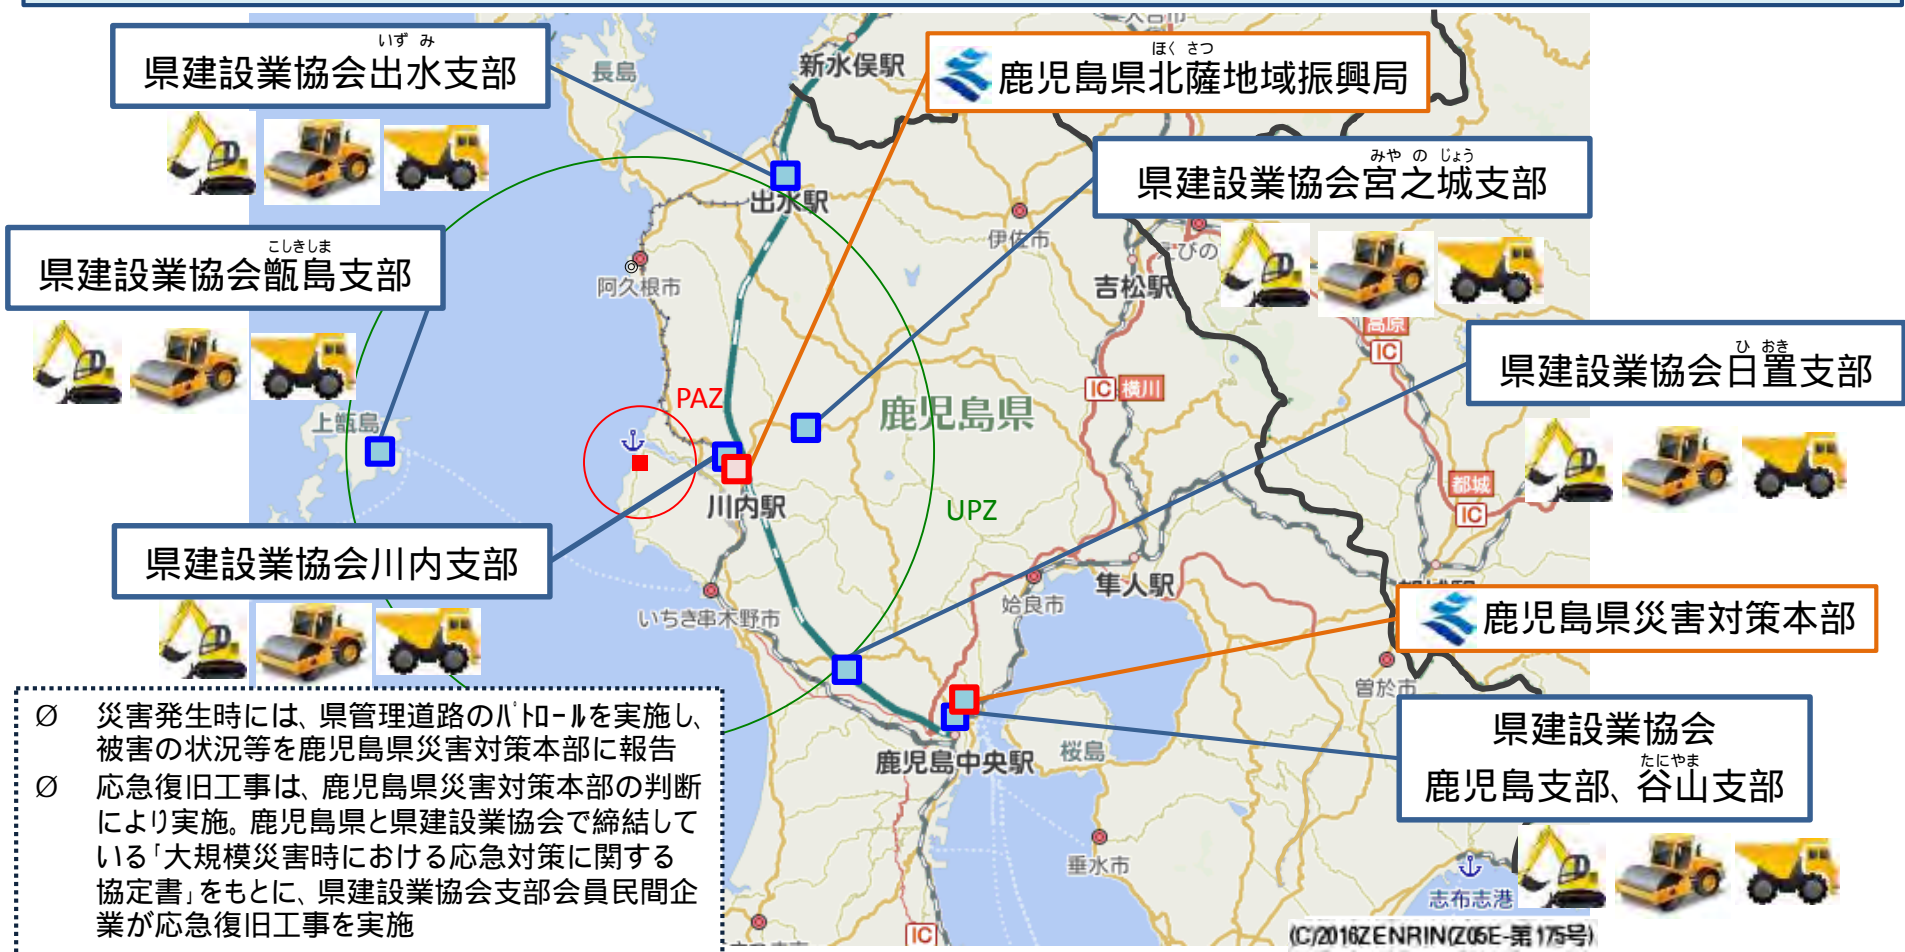 いずみ
県建設業協会出水支部
ほくさつ
鹿児島県北薩地域振興局
みやのじょう
県建設業協会宮之城支部
こしきしま
県建設業協会甑島支部
ひおき
県建設業協会日置支部
県建設業協会川内支部
鹿児島県災害対策本部
県建設業協会
たにやま
鹿児島支部、谷山支部
長島
新水俣駅
出水駅
伊佐市
えびの
阿久根市
吉松駅
高原
IC
IC
横川
PAZ
鹿児島県
上甑島
都城
IC
川内駅
UPZ
隼人駅
姶良市
いちき串木野市
曽於市
鹿児島中央駅
桜島
垂水市
志布志港
IC
Ø 災害発生時には、県管理道路のパトロールを実施し、
被害の状況等を鹿児島県災害対策本部に報告
Ø 応急復旧工事は、鹿児島県災害対策本部の判断
により実施。鹿児島県と県建設業協会で締結して
いる「大規模災害時における応急対策に関する
協定書」をもとに、県建設業協会支部会員民間企
業が応急復旧工事を実施
(C)2016ZENRIN(Z05E-第175号)